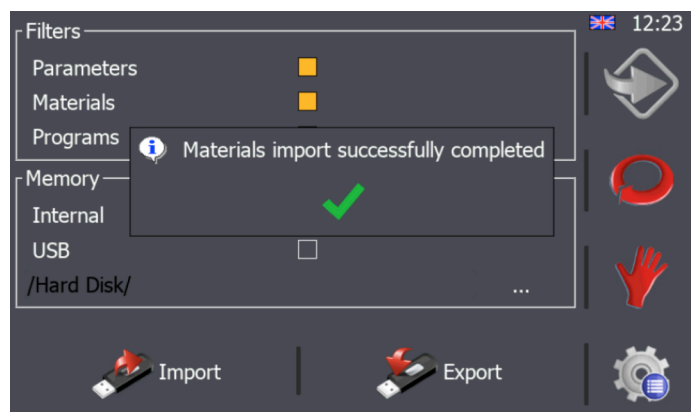 Filters
12:23
Parameters
Materials
Programs
Materials import successfully completed
Memory
Internal
USB
/Hard Disk/
...
Import
Export